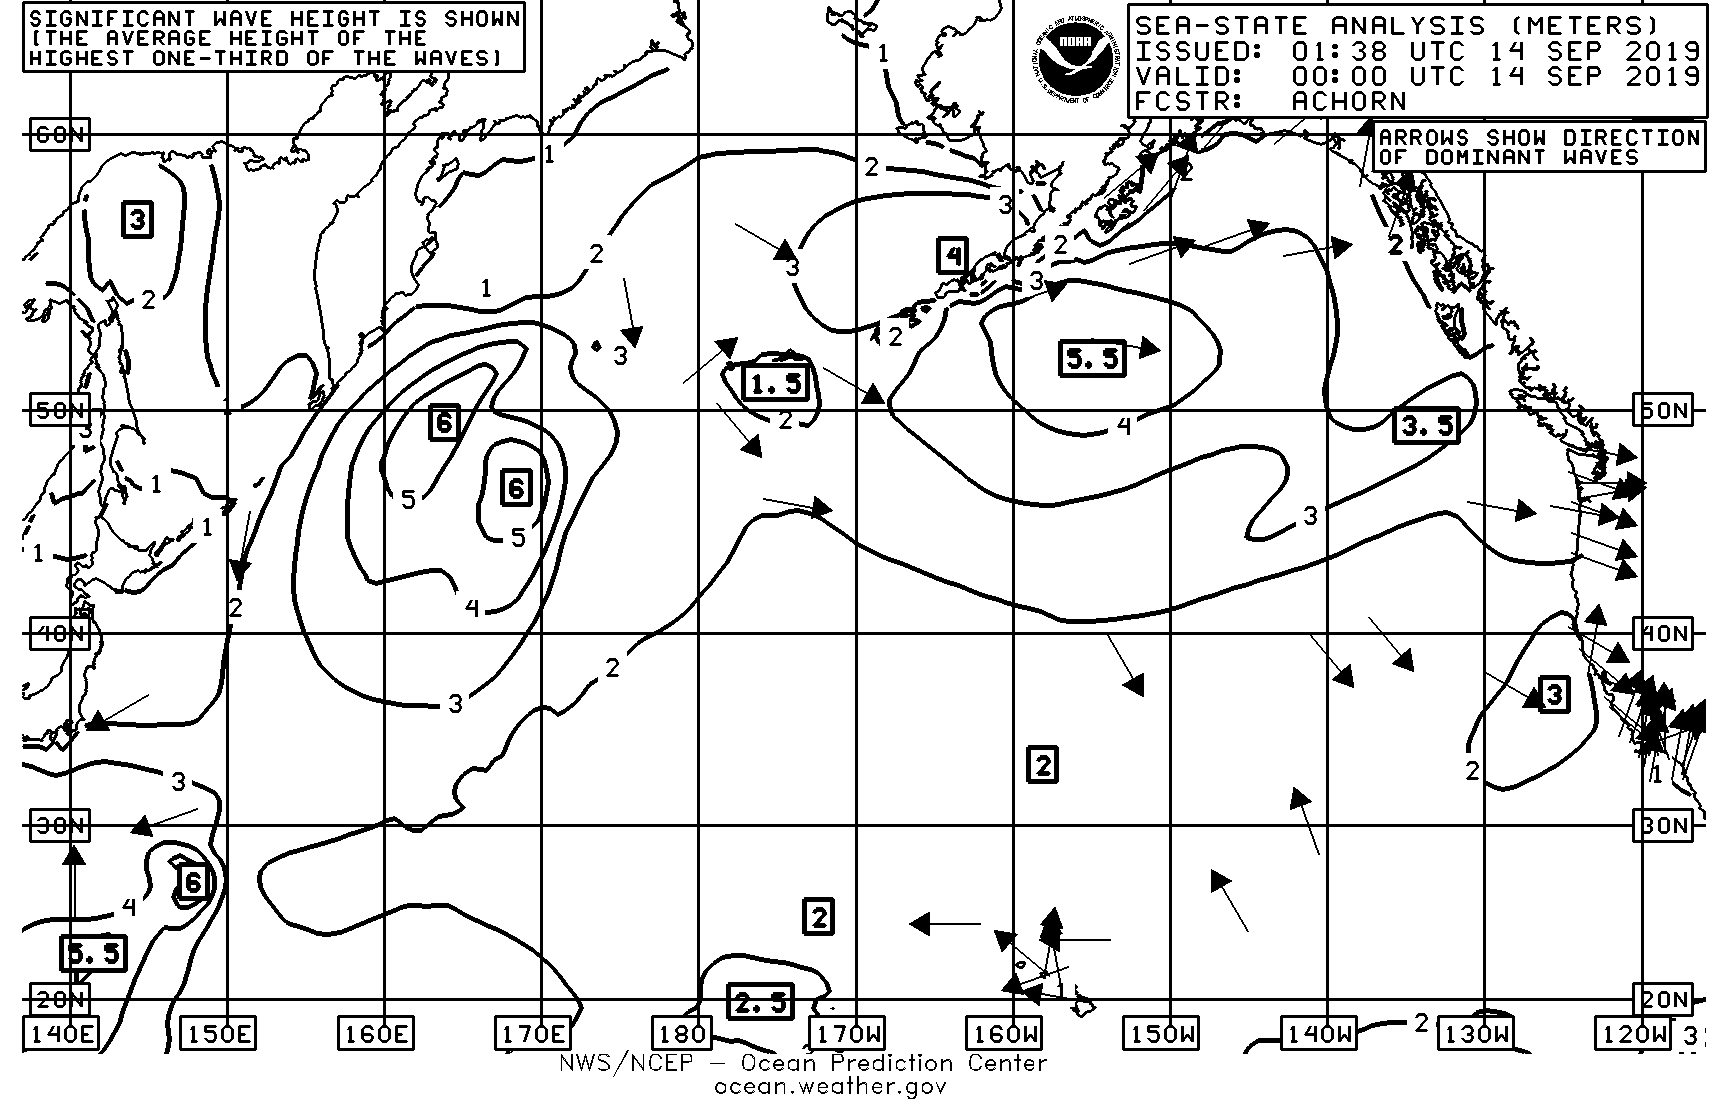 SIGNIFICANT WAVE HEIGHT IS SHOWN
(THE AVERAGE HEIGHT OF THE
HIGHEST ONE-THIRD OF THE WAVES)
NOAA
SEA-STATE ANALYSIS (METERS)
ISSUED: 01:38 UTC 14 SEP 2019
VALID: 00:00 UTC 14 SEP 2019
FCSTR: ACHORN
ARROWS SHOW DIRECTION
OF DOMINANT WAVES
1
60N
1
2
2
3
3
2
2
4
2
3
2
1
2
3
3
2
3
5.5
1.5
50N
6
2
4
3.5
50N
1
5
6
3
1
5
1
2
4
40N
40N
2
3
3
2
2
3
2
1
30N
30N
6
4
2
5.5
20N
2.5
20N
140E 150E 160E 170E 180 170W 160W 150W 140W 2 130W 120W 3
NWS/NCEP – Ocean Prediction Center
ocean.weather.gov